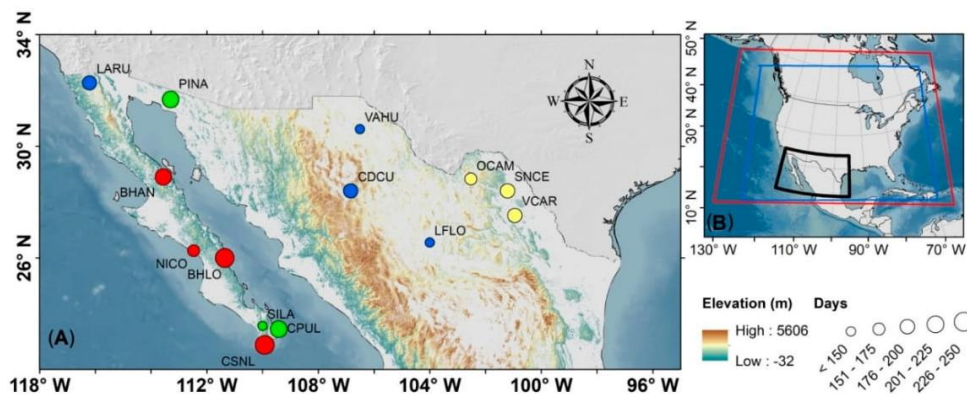 34° N
30° N
26° N
118° W
116° W
112° W
108° W
104° W
100° W
96° W
LARU
PINA
VAHU
OCAM
SNCE
BHAN
CDCU
VCAR
LFLO
NICO
BHLO
SILA
CPUL
CSNL
(A)
N
W E
S
50°N
40°N
30°N
20°N
10°N
(B)
130°W
110°W
90°W
70°W
65°W
Elevation (m) Days
High : 5606
Low : -32
< 150
151 - 175
176 - 200
201 - 225
226 - 250